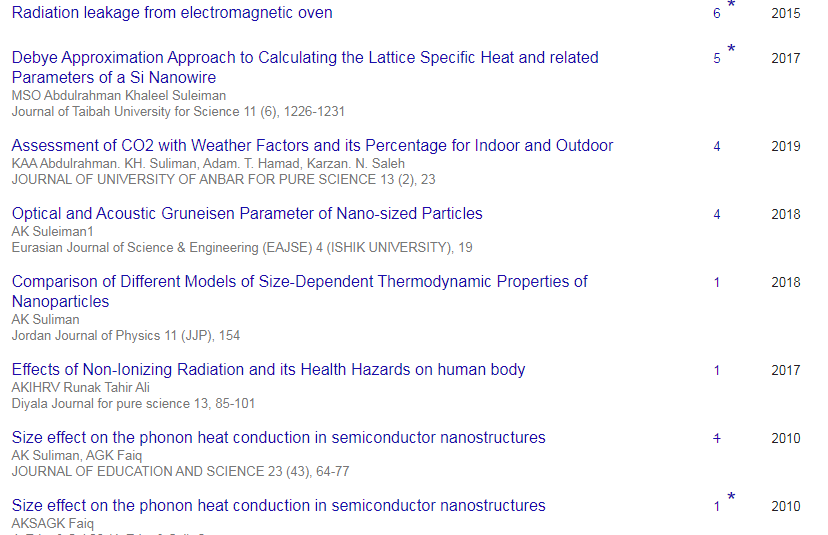 Radiation leakage from electromagnetic oven 6 * 2015
Debye Approximation Approach to Calculating the Lattice Specific Heat and related 5 * 2017
Parameters of a Si Nanowire
MSO Abdulrahman Khaleel Suleiman
Journal of Taibah University for Science 11 (6), 1226-1231
Assessment of CO2 with Weather Factors and its Percentage for Indoor and Outdoor 4 2019
KAA Abdulrahman. KH. Suliman, Adam. T. Hamad, Karzan. N. Saleh
JOURNAL OF UNIVERSITY OF ANBAR FOR PURE SCIENCE 13 (2), 23
Optical and Acoustic Gruneisen Parameter of Nano-sized Particles 4 2018
AK Suleiman1
Eurasian Journal of Science & Engineering (EAJSE) 4 (ISHIK UNIVERSITY), 19
Comparison of Different Models of Size-Dependent Thermodynamic Properties of 1 2018
Nanoparticles
AK Suliman
Jordan Journal of Physics 11 (JJP), 154
Effects of Non-Ionizing Radiation and its Health Hazards on human body 1 2017
AKIHRV Runak Tahir Ali
Diyala Journal for pure science 13, 85-101
Size effect on the phonon heat conduction in semiconductor nanostructures 1 2010
AK Suliman, AGK Faiq
JOURNAL OF EDUCATION AND SCIENCE 23 (43), 64-77
Size effect on the phonon heat conduction in semiconductor nanostructures 1 * 2010
AKSAGK Faiq